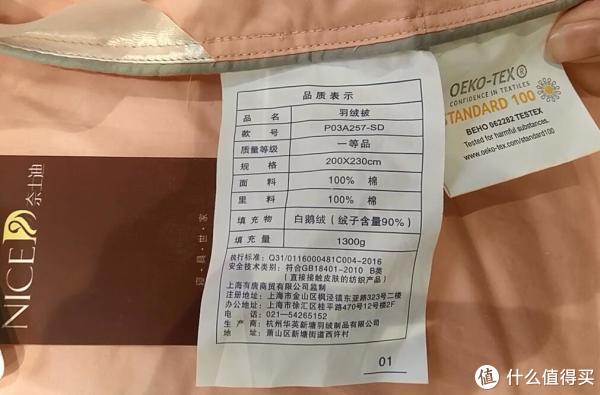 品质表示
品 名 羽绒被
款 号 P03A257-SD
质量等级 一等品
规 格 200X230cm
面 料 100% 棉
里 料 100% 棉
填 充 物 白鹅绒(绒子含量90%)
填 充 量 1300g
执行标准:Q31/0116000481C004-2016
安全技术类别:符合GB18401-2010 B类
(直接接触皮肤的纺织产品)
上海有唐商贸有限公司监制
注册地址:上海市金山区枫泾镇东亚路323号二楼
办公地址:上海市徐汇区桂平路470号12号楼2F
电 话:021—54265152
生 产 商:杭州华英新塘羽绒制品有限公司
地 址:萧山区新塘街道西许村
01
OEKO-TEX®
CONFIDENCE IN TEXTILES
STANDARD 100
BEHO 062282 TESTEX
Tested for harmful substances.
www.oeko-tex.com/standard100
NICED
奈士迪
寝·具·世·家
值 什么值得买